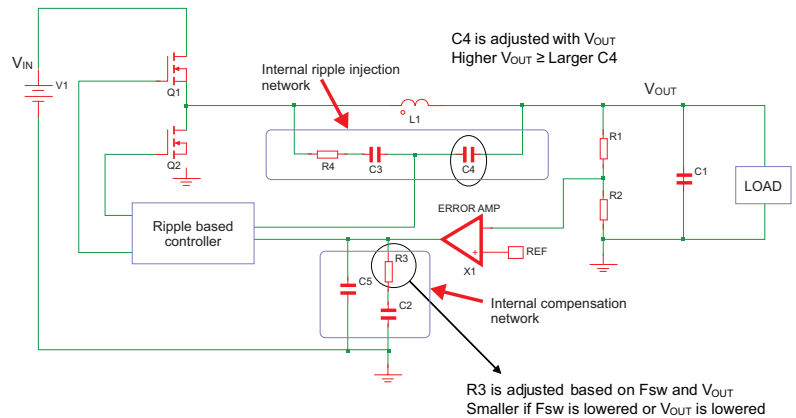 C4 is adjusted with VOUT
Higher VOUT ≥ Larger C4
VIN
V1
Q1
Internal ripple injection
network
VOUT
L1
Q2
R4
C3
C4
R1
C1
R2
LOAD
ERROR AMP
Ripple based
controller
REF
X1
R3
C5
C2
Internal compensation
network
R3 is adjusted based on Fsw and VOUT
Smaller if Fsw is lowered or VOUT is lowered